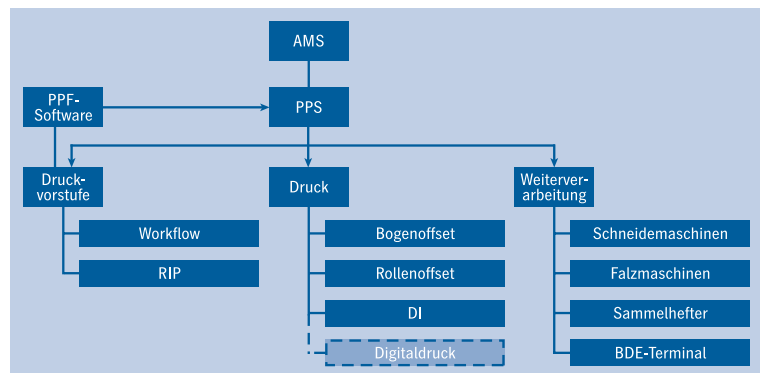 AMS
PPF-
Software
PPS
Druck-
vorstufe
Druck
Weiterver-
arbeitung
Workflow
Bogenoffset
Schneidemaschinen
RIP
Rollenoffset
Falzmaschinen
DI
Sammelhefter
Digitaldruck
BDE-Terminal